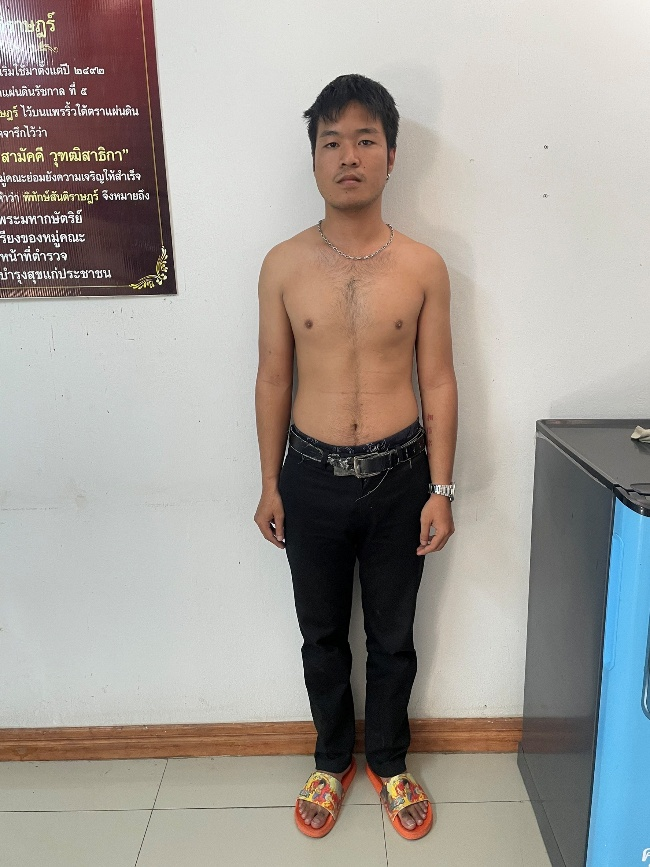 ราษฎร์
เริ่มใช้มาตั้งแต่ปี ๒๔๙๒
แผ่นดินรัชกาล ที่ ๕
ษฎร์ ไว้บนแพรริ้วใต้ตราแผ่นดิน
จารึกไว้ว่า
สามัคคี วุฑฒิสาธิกา”
หมู่คณะย่อมยังความเจริญให้สำเร็จ
คำว่า พิทักษ์สันติราษฎร์ จึงหมายถึง
พระมหากษัตริย์
เรียงของหมู่คณะ
หน้าที่ตำรวจ
บำรุงสุขแก่ประชาชน